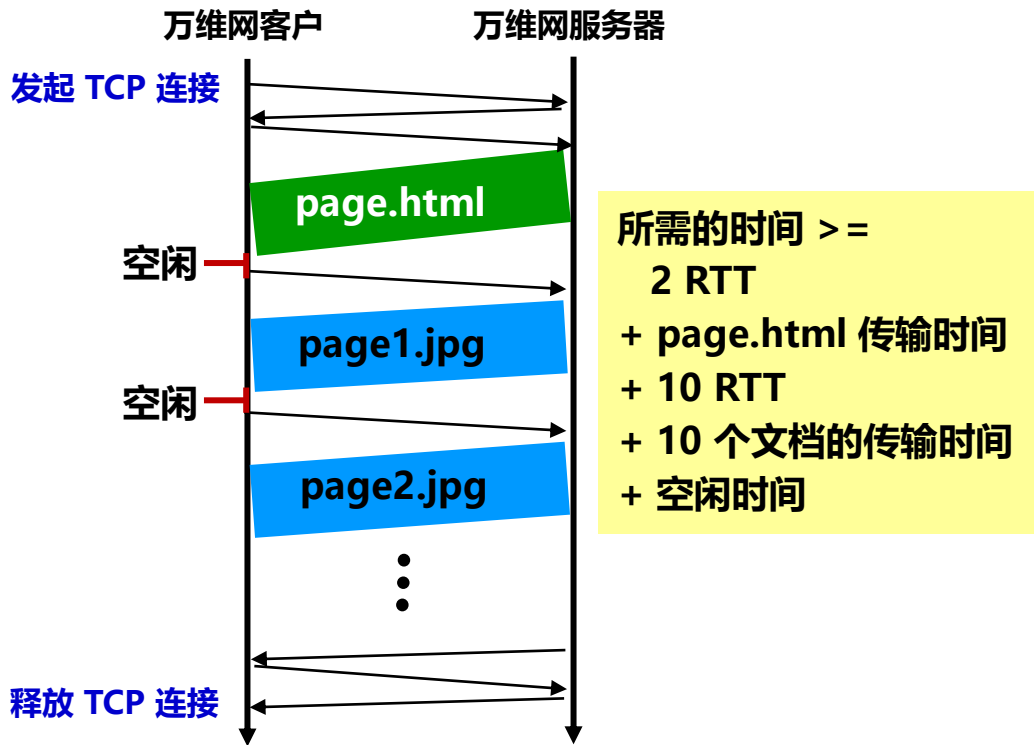 万维网客户
万维网服务器
发起 TCP 连接
page.html
空闲
page1.jpg
空闲
page2.jpg
释放 TCP 连接
所需的时间 >=
2 RTT
+ page.html 传输时间
+ 10 RTT
+ 10 个文档的传输时间
+ 空闲时间